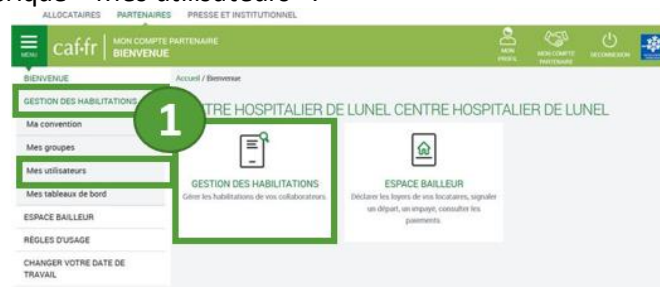 rubrique « Mes utilisateurs ».
ALLOCATAIRES PARTENAIRES PRESSE ET INSTITUTIONNEL
MENU
caf.fr
MON COMPTE PARTENAIRE
BIENVENUE
MON PROFIL
MON COMPTE PARTENAIRE
DECONNEXION
BIENVENUE
GESTION DES HABILITATIONS
Ma convention
Mes groupes
Mes utilisateurs
Mes tableaux de bord
ESPACE BAILLEUR
RÈGLES D'USAGE
CHANGER VOTRE DATE DE
TRAVAIL
1
Accueil / Bienvenue
TRE HOSPITALIER DE LUNEL CENTRE HOSPITALIER DE LUNEL
GESTION DES HABILITATIONS
Gérer les habilitations de vos collaborateurs.
ESPACE BAILLEUR
Déclarer les loyers de vos locataires, signaler
un départ, un impayé, consulter les
paiements.